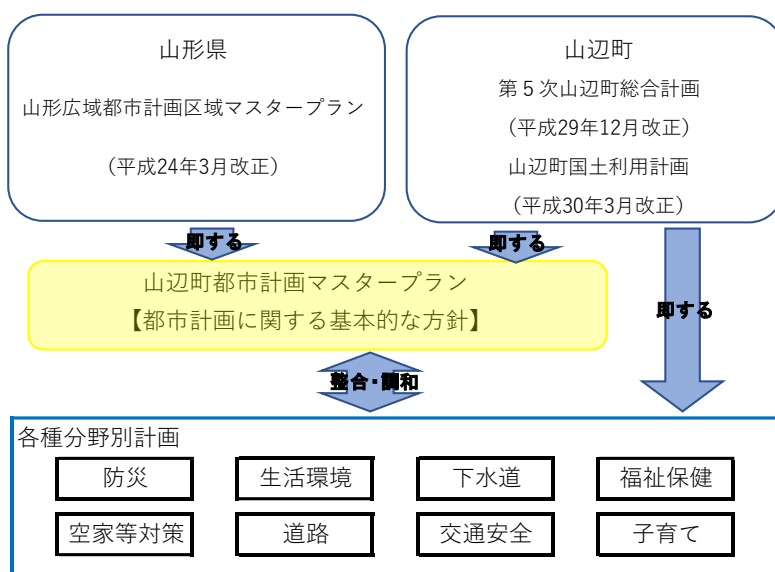 山形県
山形広域都市計画区域マスタープラン
(平成24年3月改正)
山辺町
第5次山辺町総合計画
(平成29年12月改正)
山辺町国土利用計画
(平成30年3月改正)
即する
即する
山辺町都市計画マスタープラン
【都市計画に関する基本的な方針】
即する
整合・調和
各種分野別計画
防災
生活環境
下水道
福祉保健
空家等対策
道路
交通安全
子育て